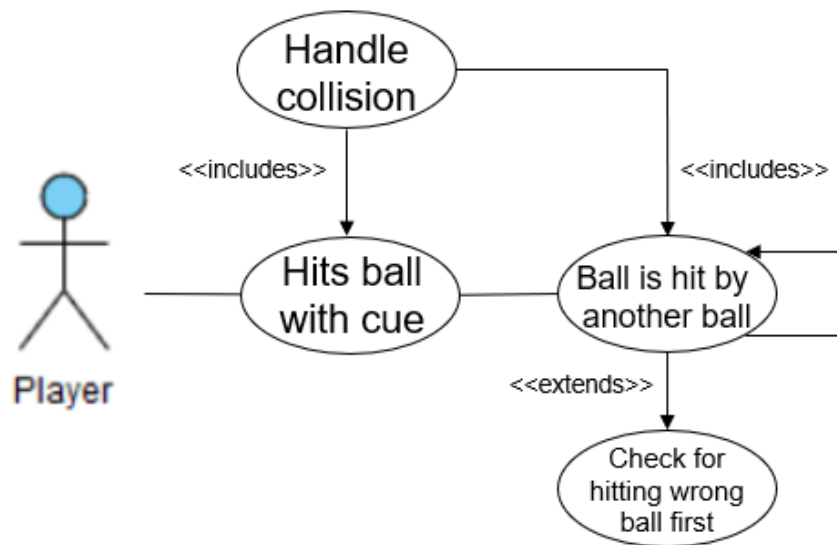 Handle
collision
<<includes>>
<<includes>>
Player
Hits ball
with cue
Ball is hit by
another ball
<<extends>>
Check for
hitting wrong
ball first